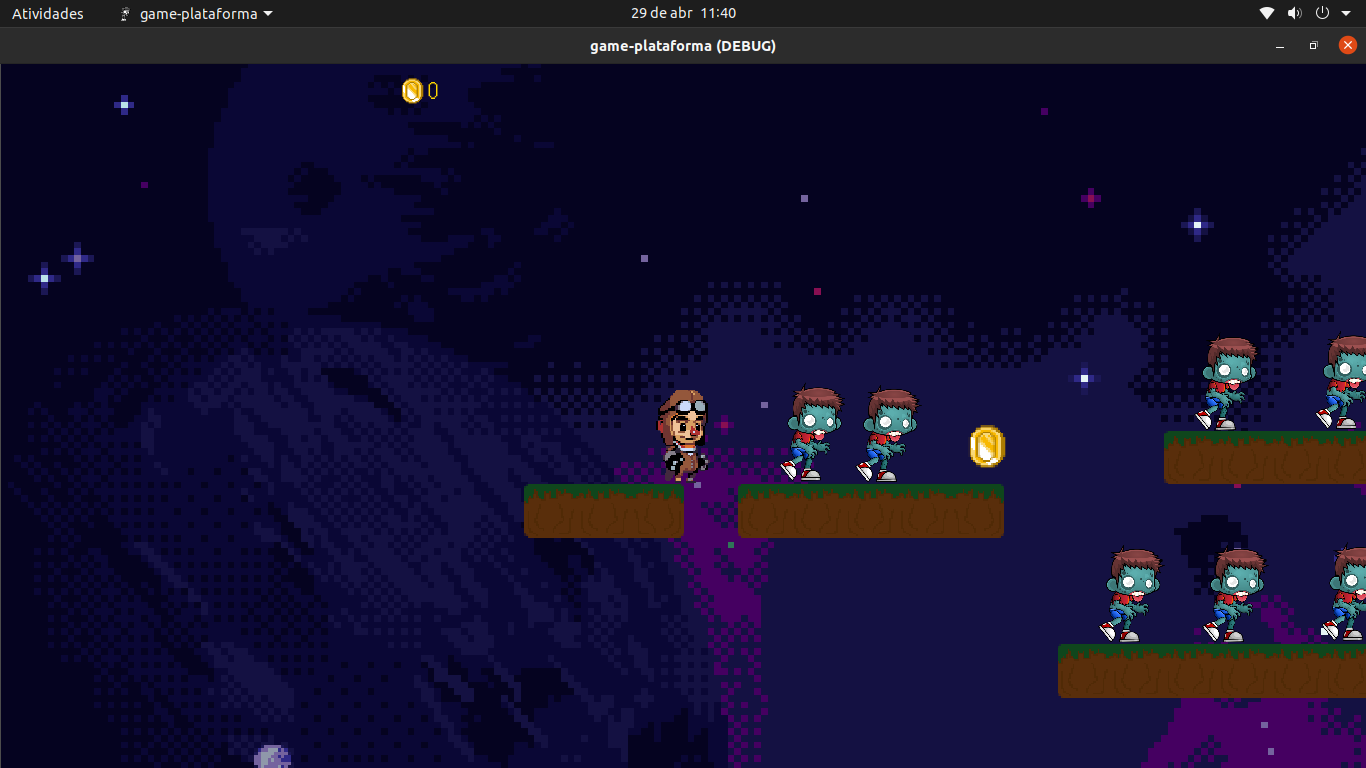 Atividades
game-plataforma
29 de abr 11:40
game-plataforma (DEBUG)
0